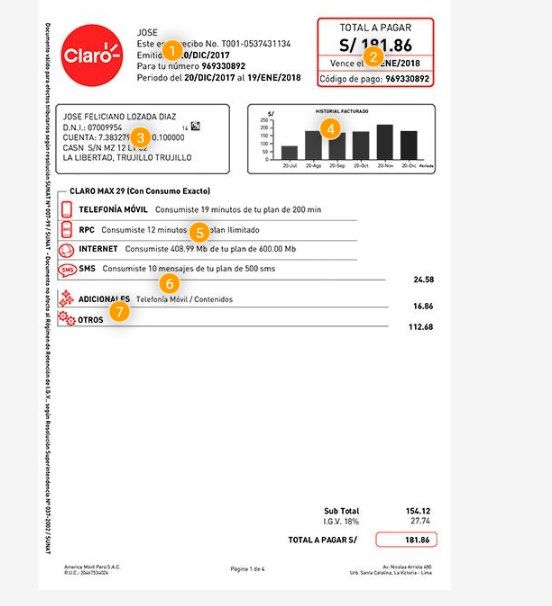 Claro
JOSE
Este es recibo No. T001-0537431134
Emitid 0/DIC/2017
Para tu número 969330892
Periodo del 20/DIC/2017 al 19/ENE/2018
1
TOTAL A PAGAR
S/ 181.86
Vence el ENE/2018
Código de pago: 969330892
2
JOSE FELICIANO LOZADA DIAZ
D.N.I.: 07009954
14
CUENTA: 7.383279 0.100000
CASN S/N MZ 12 LT 02
LA LIBERTAD, TRUJILLO TRUJILLO
3
HISTORIAL FACTURADO
S/
250
200
150
100
50
0
20-Jul 20-Ago 20-Sep 20-Oct 20-Nov 20-Dic Periodo
4
CLARO MAX 29 (Con Consumo Exacto)
TELEFONÍA MÓVIL Consumiste 19 minutos de tu plan de 200 min
RPC Consumiste 12 minutos plan Ilimitado
5
INTERNET Consumiste 408.99 Mb de tu plan de 600.00 Mb
SMS SMS Consumiste 10 mensajes de tu plan de 500 sms
24.58
6
ADICIONALES Telefonía Móvil / Contenidos
16.86
7
OTROS
112.68
Sub Total 154.12
I.G.V. 18% 27.74
TOTAL A PAGAR S/ 181.86
America Móvil Perú S.A.C.
R.U.C.: 20467534026
Página 1 de 4
Av. Nicolas Arriola 480
Urb. Santa Catalina, La Victoria - Lima
Documento válido para efectos tributarios según resolución SUNAT Nº 007-99 / SUNAT - Documento no afecto al Régimen de Retención de I.G.V., según Resolución Superintendencia Nº 037-2002 / SUNAT